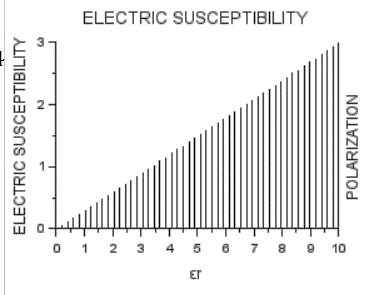 ELECTRIC SUSCEPTIBILITY
ELECTRIC SUSCEPTIBILITY
3
2
1
0
0 1 2 3 4 5 6 7 8 9 10
εr
POLARIZATION